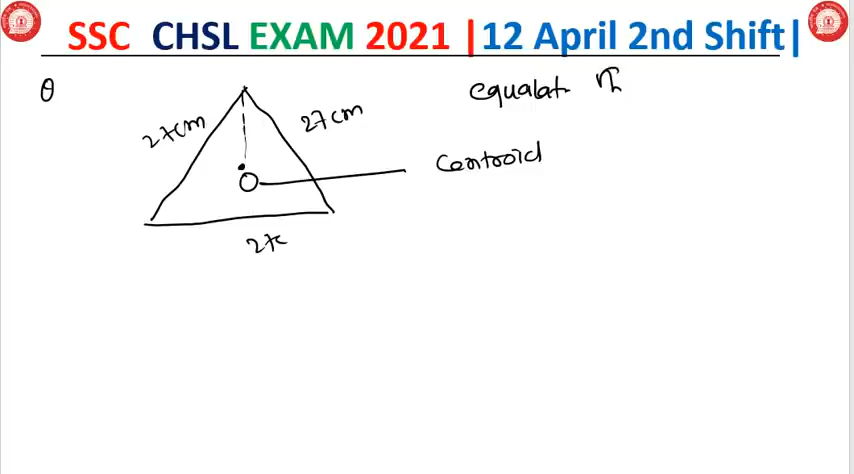 SSC CHSL EXAM 2021 |12 April 2nd Shift|
θ
27cm
27cm
equalat
Centroid
27